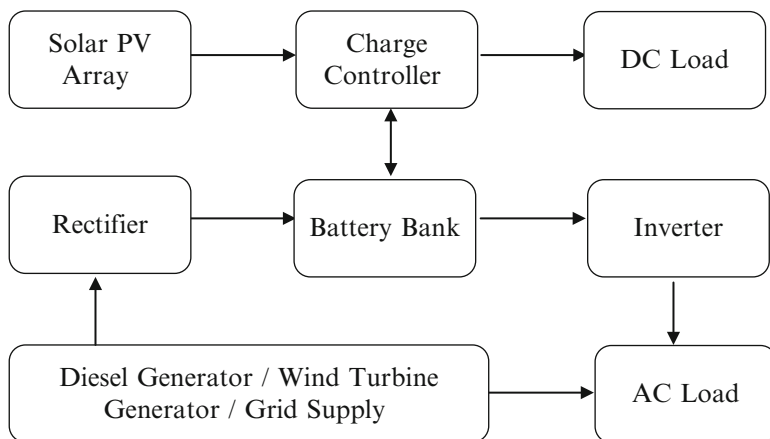 Solar PV
Array
Charge
Controller
DC Load
Rectifier
Battery Bank
Inverter
Diesel Generator / Wind Turbine
Generator / Grid Supply
AC Load